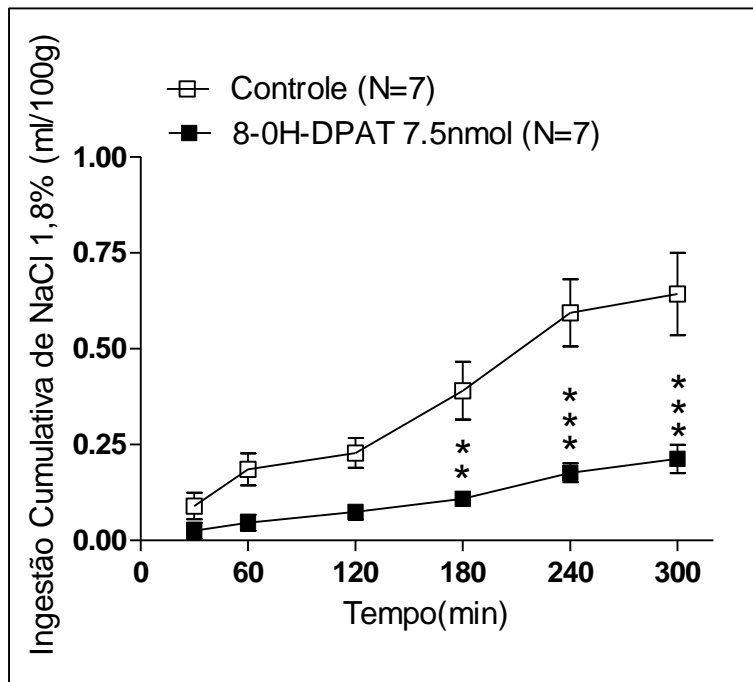 Ingestão Cumulativa de NaCl 1,8% (ml/100g)
Controle (N=7)
8-0H-DPAT 7.5nmol (N=7)
1.00
0.75
0.50
0.25
0.00
* *
* * *
* * *
0 60 120 180 240 300
Tempo(min)